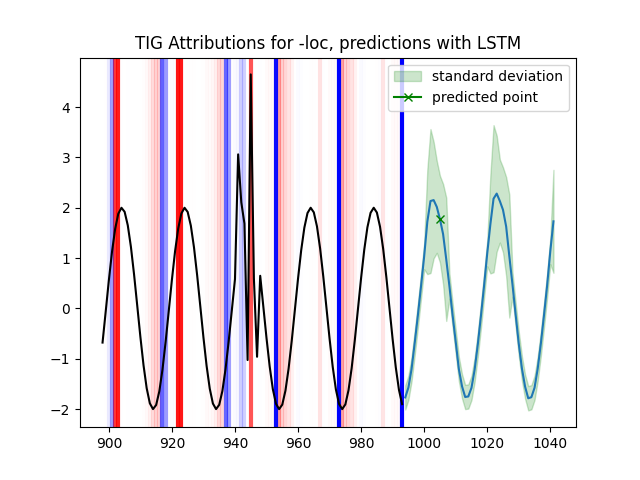 TIG Attributions for -loc, predictions with LSTM
standard deviation
predicted point
4
3
2
1
0
−1
−2
900 920 940 960 980 1000 1020 1040